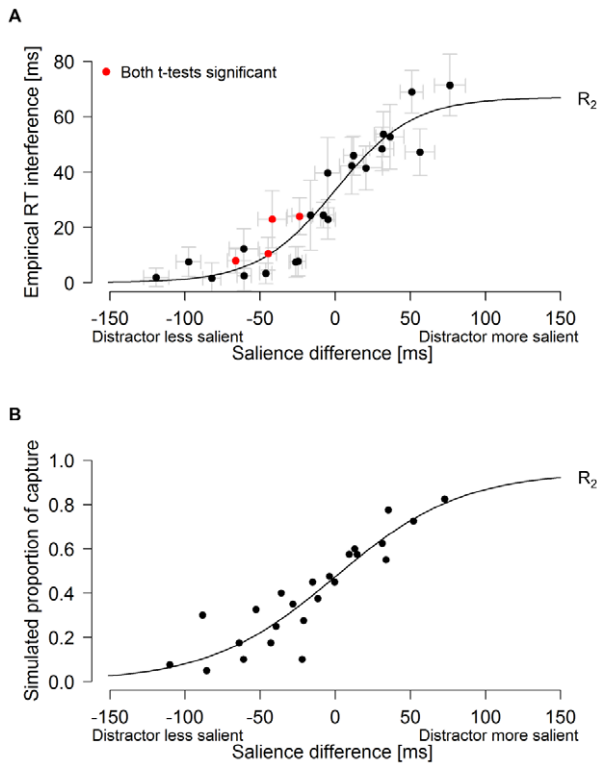 A
Empirical RT interference [ms]
80
60
40
20
0
Both t-tests significant
R2
-150 -100 -50 0 50 100 150
Distractor less salient Distractor more salient
Salience difference [ms]
B
Simulated proportion of capture
1.0
0.8
0.6
0.4
0.2
0.0
R2
-150 -100 -50 0 50 100 150
Distractor less salient Distractor more salient
Salience difference [ms]